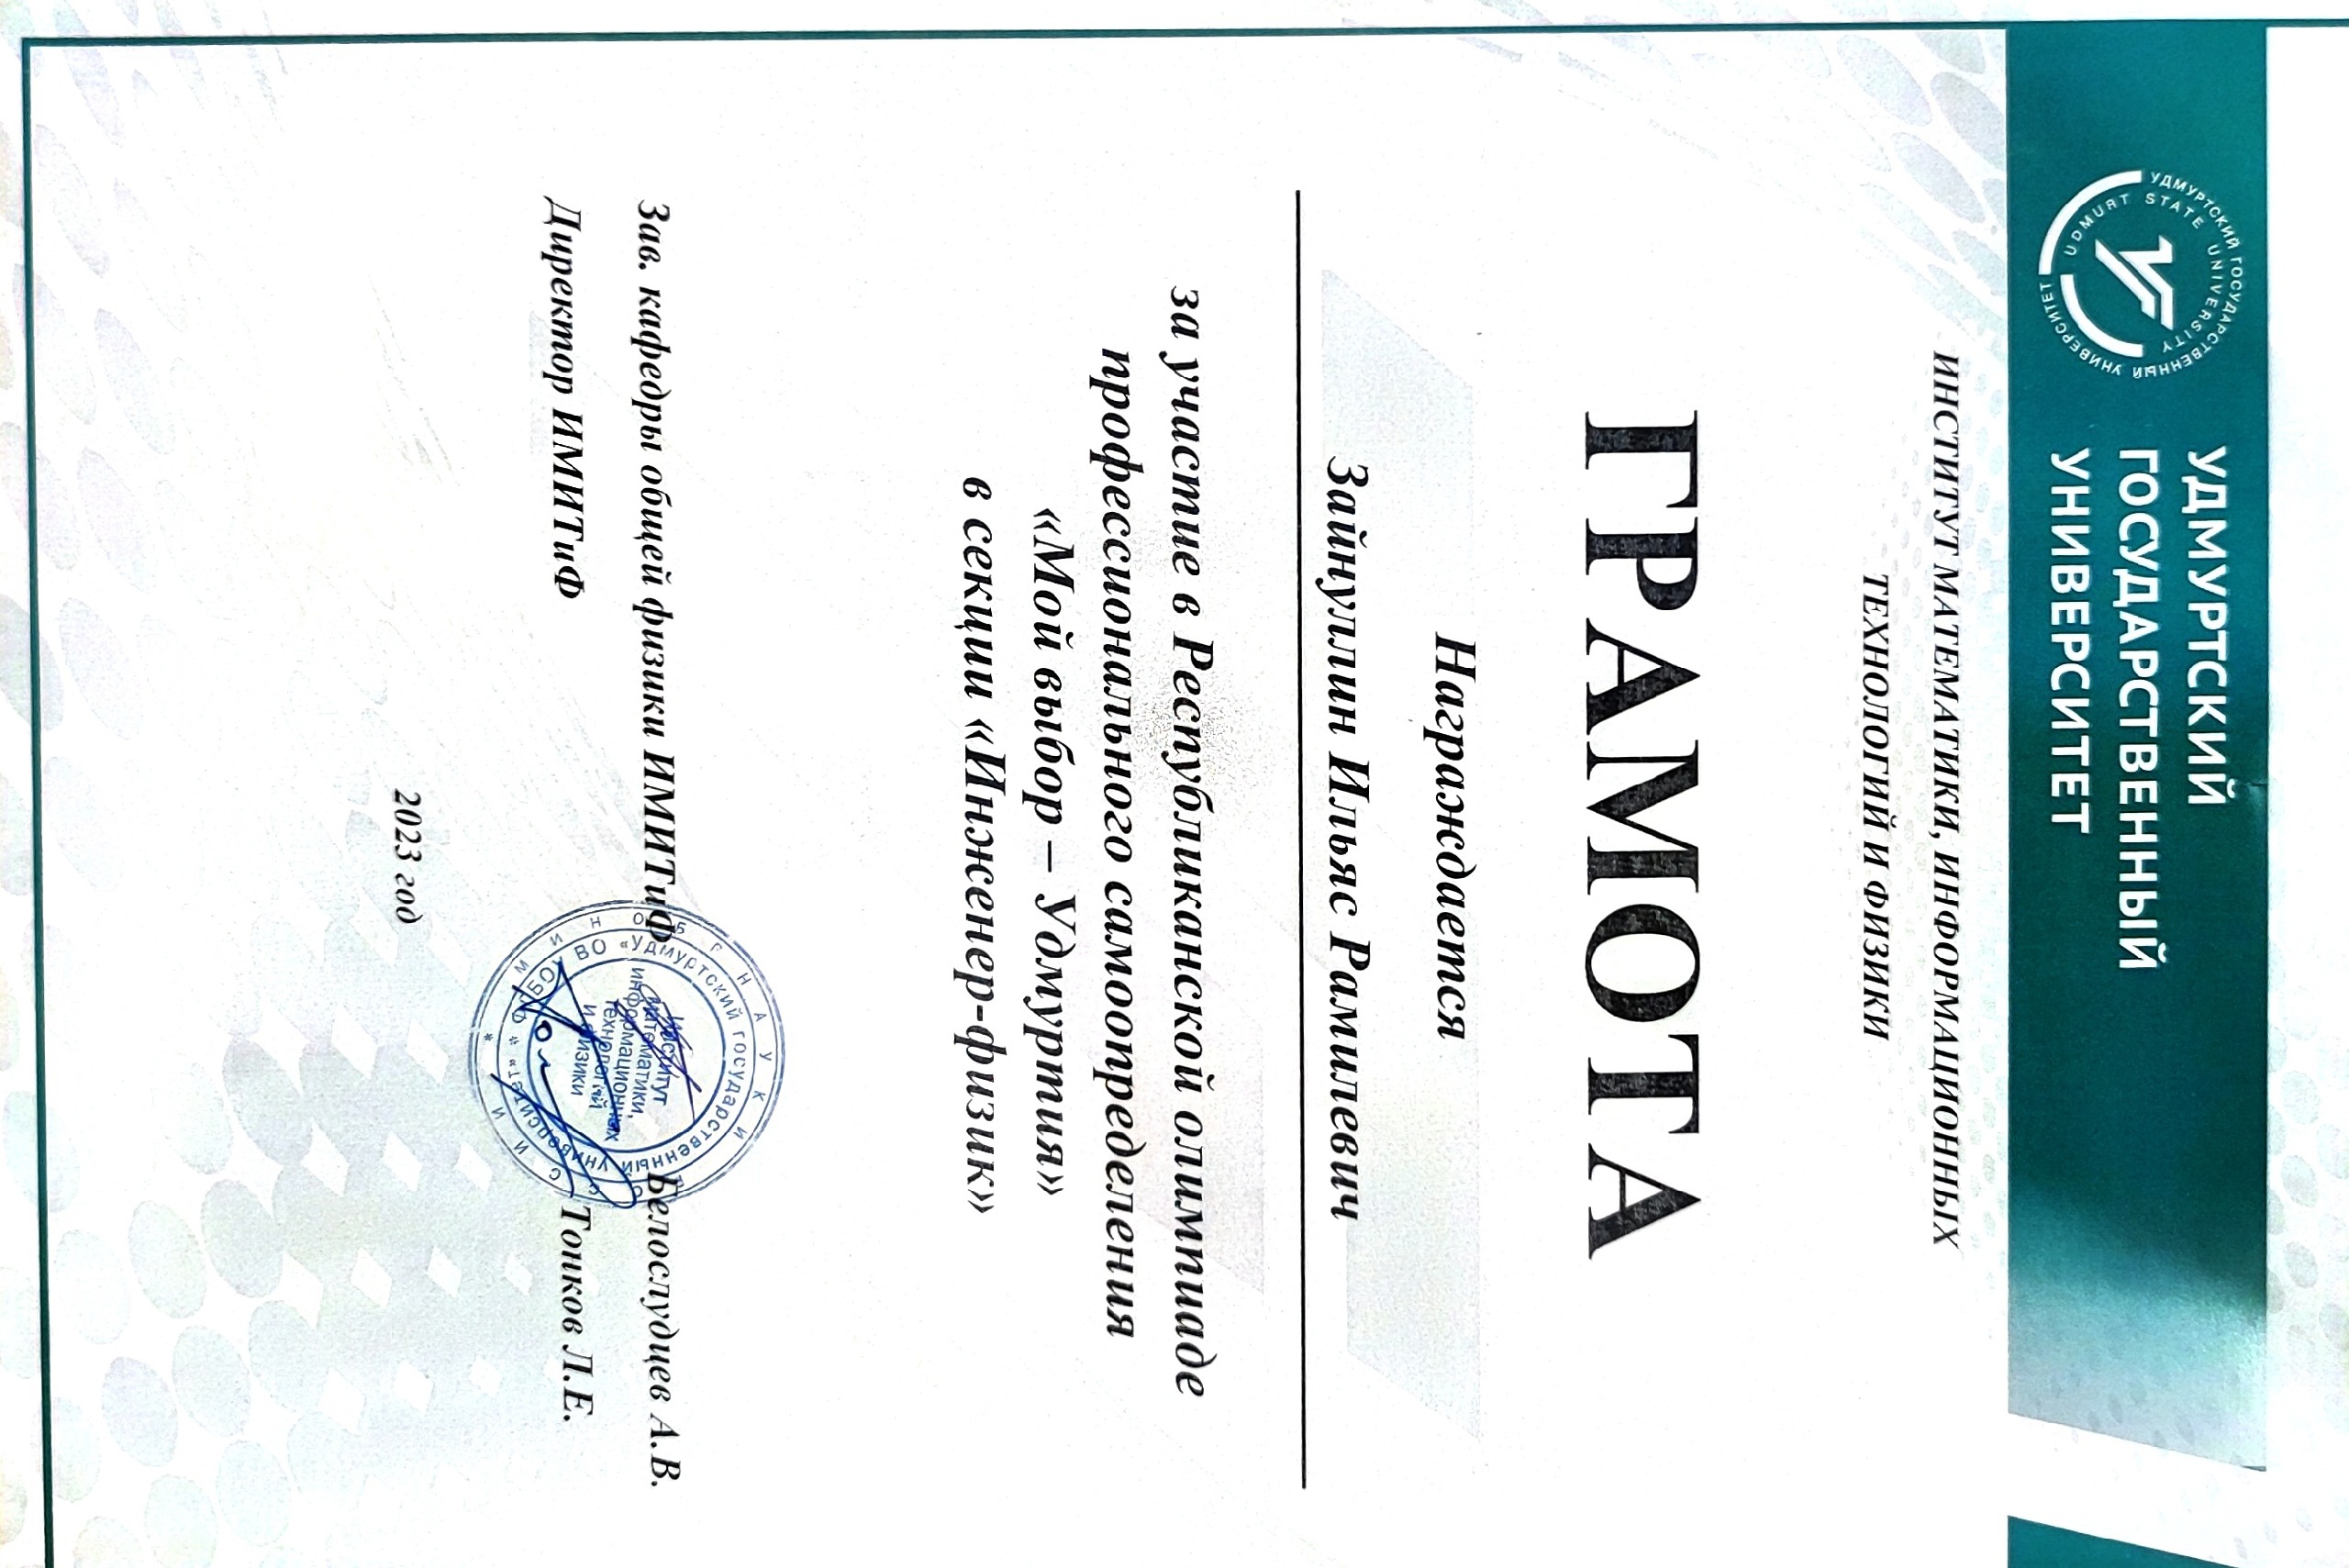 УДМУРТСКИЙ ГОСУДАРСТВЕННЫЙ УНИВЕРСИТЕТ
UDMURT STATE UNIVERSITY
УДМУРТСКИЙ
ГОСУДАРСТВЕННЫЙ
УНИВЕРСИТЕТ
ИНСТИТУТ МАТЕМАТИКИ, ИНФОРМАЦИОННЫХ
ТЕХНОЛОГИЙ И ФИЗИКИ
ГРАМОТА
Награждается
Зайнуллин Ильяс Рамилевич
за участие в Республиканской олимпиаде
профессионального самоопределения
«Мой выбор – Удмуртия»
в секции «Инженер-физик»
Зав. кафедры общей физики ИМИТиФ Белослудцев А.В.
Директор ИМИТиФ Тонков Л.Е.
МИНОБРНАУКИ РОССИИ
ФГБОУ ВО «Удмуртский государственный университет»
Институт
математики,
информационных
технологий
и физики
2023 год